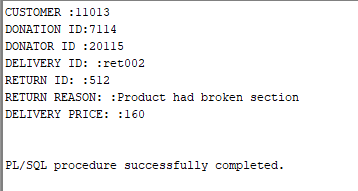 CUSTOMER :11013
DONATION ID:7114
DONATOR ID :20115
DELIVERY ID: :ret002
RETURN ID: :512
RETURN REASON: :Product had broken section
DELIVERY PRICE: :160
PL/SQL procedure successfully completed.